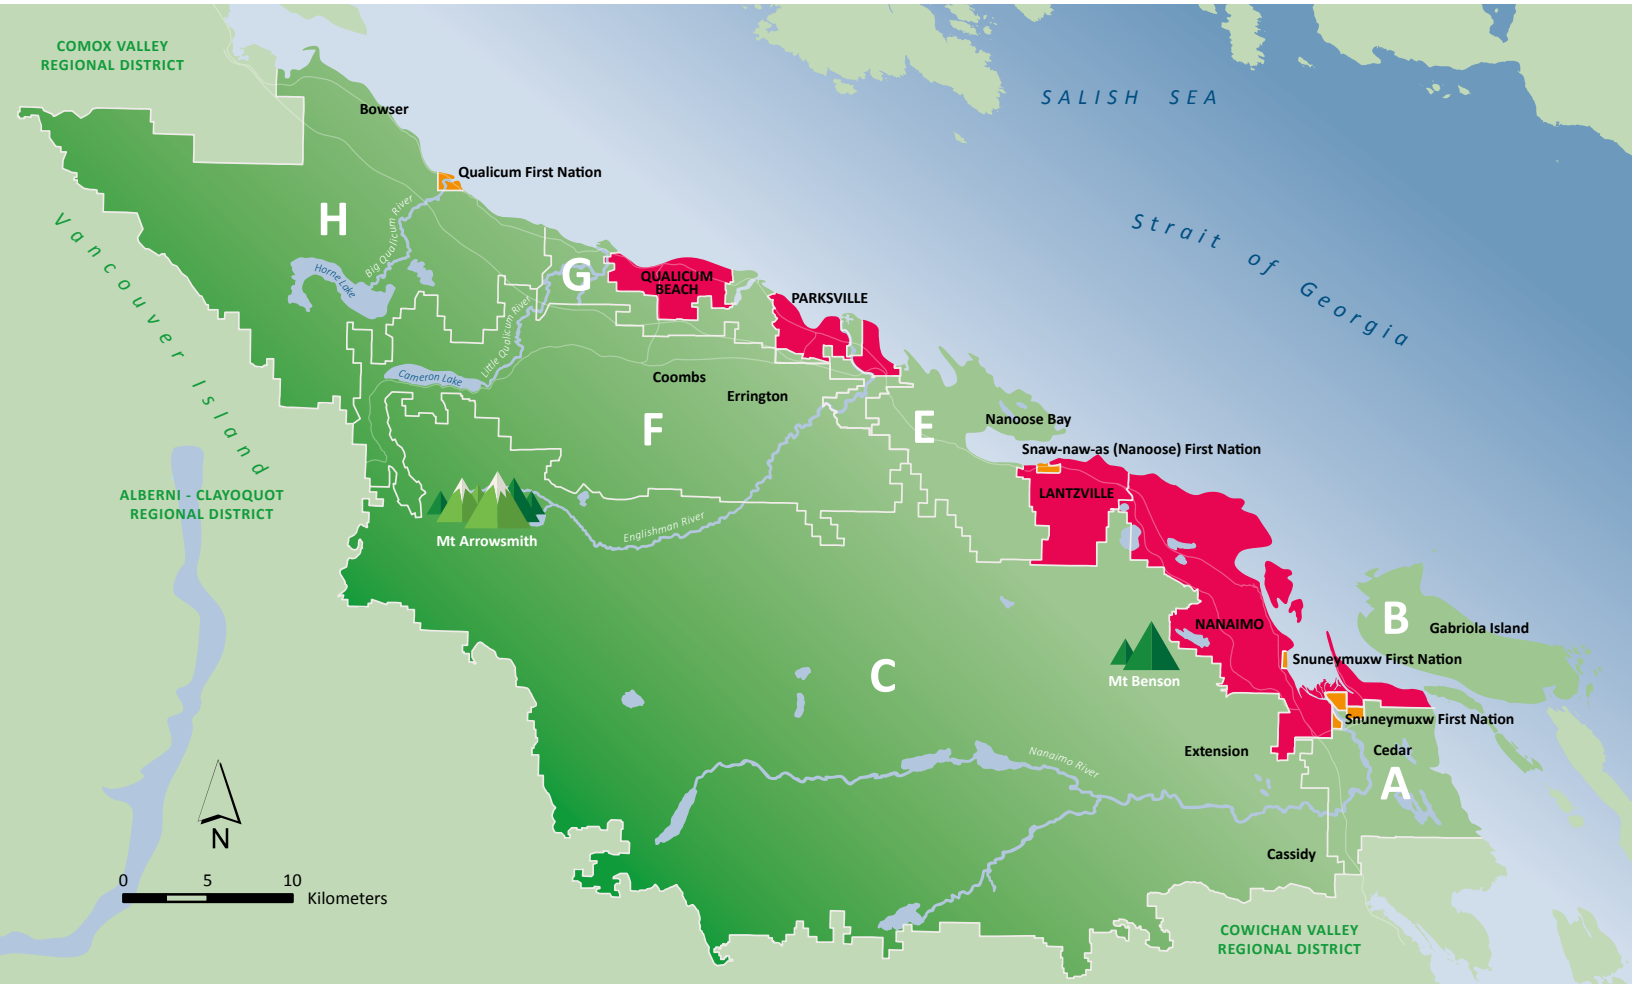 COMOX VALLEY
REGIONAL DISTRICT
SALISH SEA
Bowser
Qualicum First Nation
Strait of Georgia
Vancouver Island
H
Big Qualicum River
Horne Lake
G
QUALICUM
BEACH
PARKSVILLE
Little Qualicum River
Cameron Lake
Coombs
Errington
F
E
Nanoose Bay
Snaw-naw-as (Nanoose) First Nation
LANTZVILLE
ALBERNI - CLAYOQUOT
REGIONAL DISTRICT
Mt Arrowsmith
Englishman River
B
Gabriola Island
NANAIMO
Snuneymuxw First Nation
C
Mt Benson
Snuneymuxw First Nation
Extension
Cedar
Nanaimo River
A
N
Cassidy
0 5 10
Kilometers
COWICHAN VALLEY
REGIONAL DISTRICT